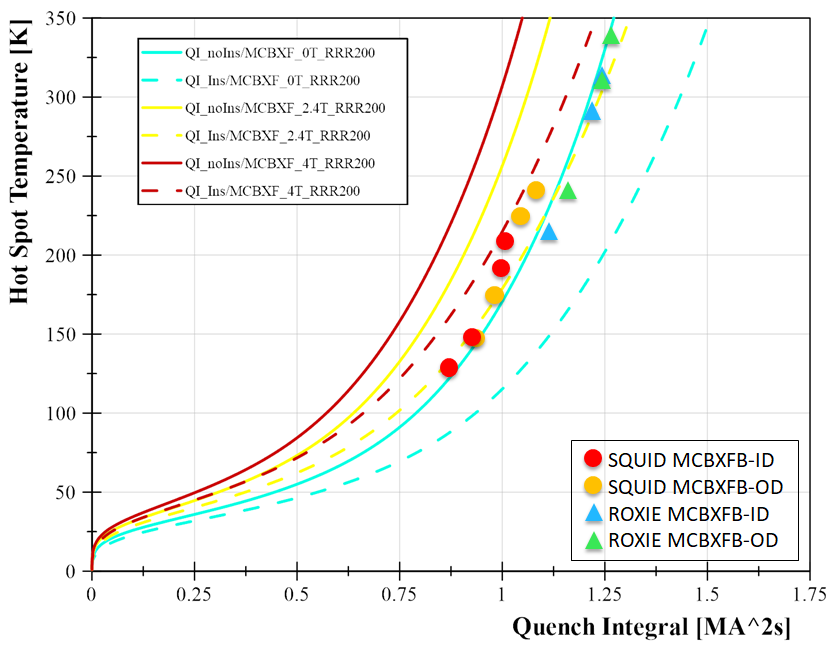 350
300
250
200
150
100
50
0
Hot Spot Temperature [K]
QI_noIns/MCBXF_0T_RRR200
QI_Ins/MCBXF_0T_RRR200
QI_noIns/MCBXF_2.4T_RRR200
QI_Ins/MCBXF_2.4T_RRR200
QI_noIns/MCBXF_4T_RRR200
QI_Ins/MCBXF_4T_RRR200
SQUID MCBXFB-ID
SQUID MCBXFB-OD
ROXIE MCBXFB-ID
ROXIE MCBXFB-OD
0 0.25 0.5 0.75 1 1.25 1.5 1.75
Quench Integral [MA^2s]